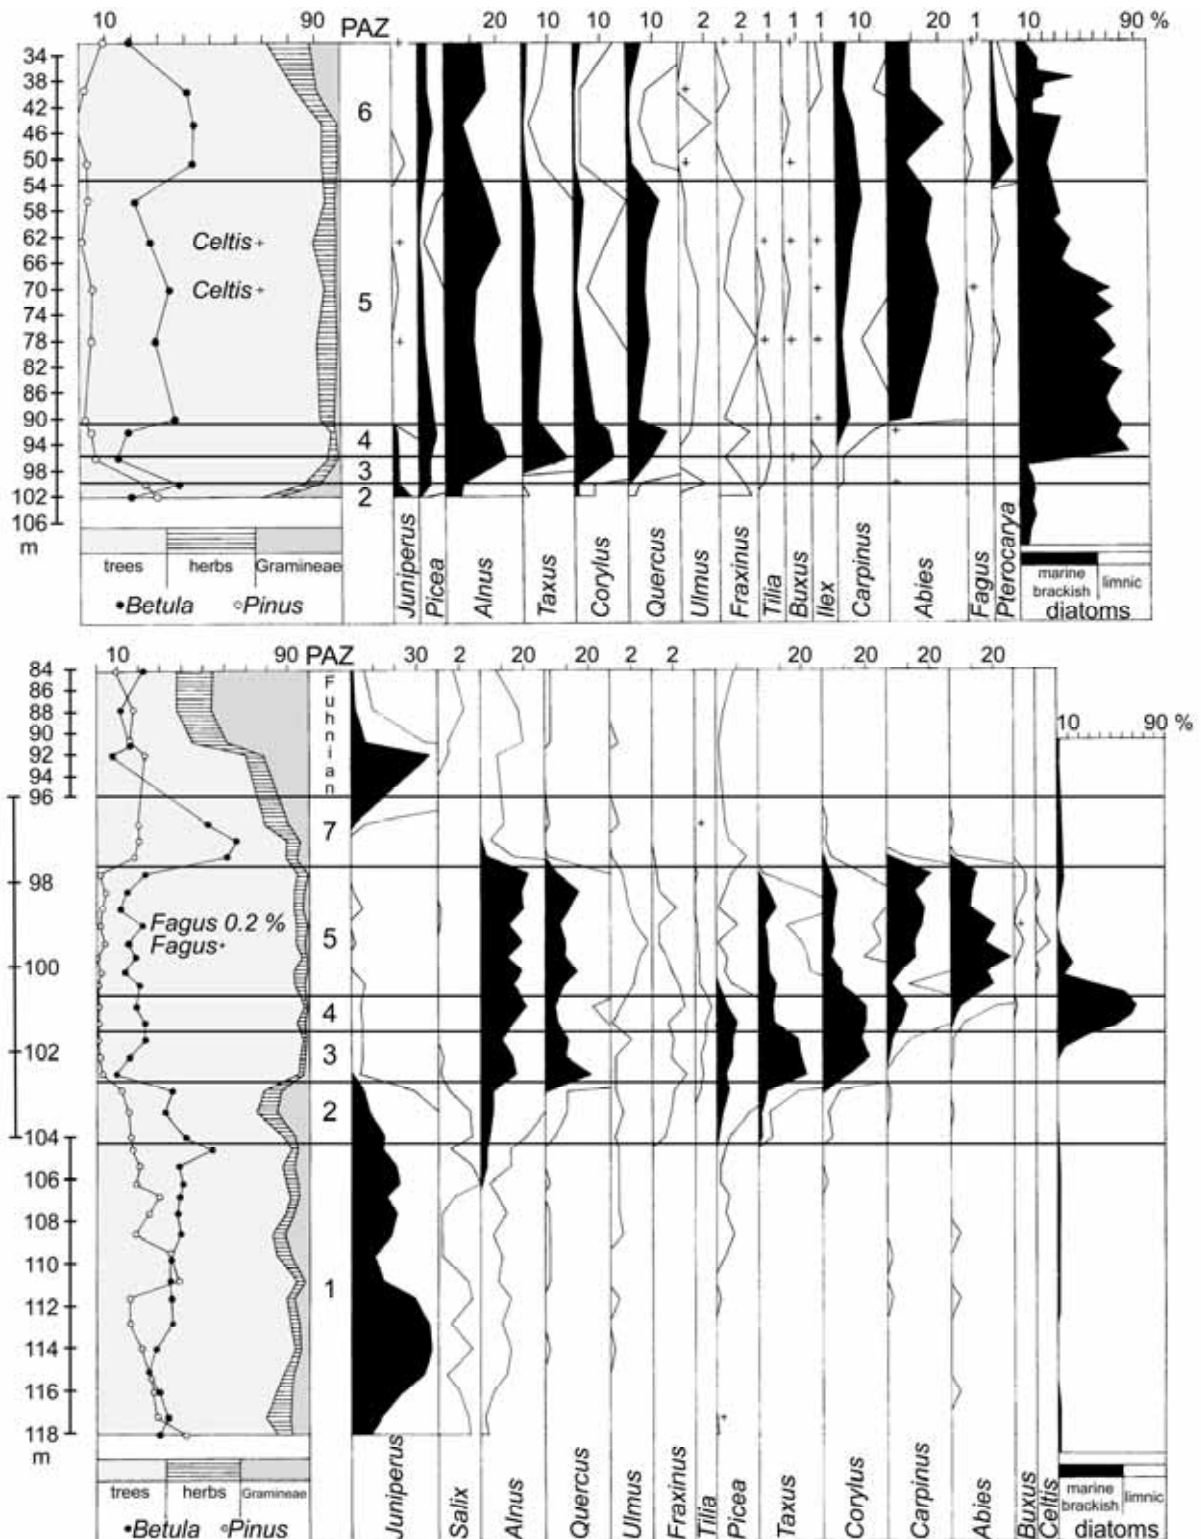 10 90 PAZ 20 10 10 10 2 2 1 1 1 10 20 1 1 10 90 %
34
38
42
46
50
54
58
62
66
70
74
78
82
86
90
94
98
102
106
m
6
5
4
3
2
Celtis +
Celtis +
trees herbs Gramineae
•Betula ○Pinus
Juniperus
Picea
Alnus
Taxus
Corylus
Quercus
Ulmus
Fraxinus
Tilia
Buxus
Ilex
Carpinus
Abies
Fagus
Pterocarya
marine
brackish
limnic
diatoms
10 90 PAZ 30 2 20 20 2 2 20 20 20 20
10 90 %
84
86
88
90
92
94
96
98
100
102
104
106
108
110
112
114
116
118
m
Fuhnian
7
5
4
3
2
1
Fagus 0.2 %
Fagus+
trees herbs Gramineae
•Betula ○Pinus
Juniperus
Salix
Alnus
Quercus
Ulmus
Fraxinus
Tilia
Picea
Taxus
Corylus
Carpinus
Abies
Buxus
Celtis
marine
brackish
limnic
diatoms